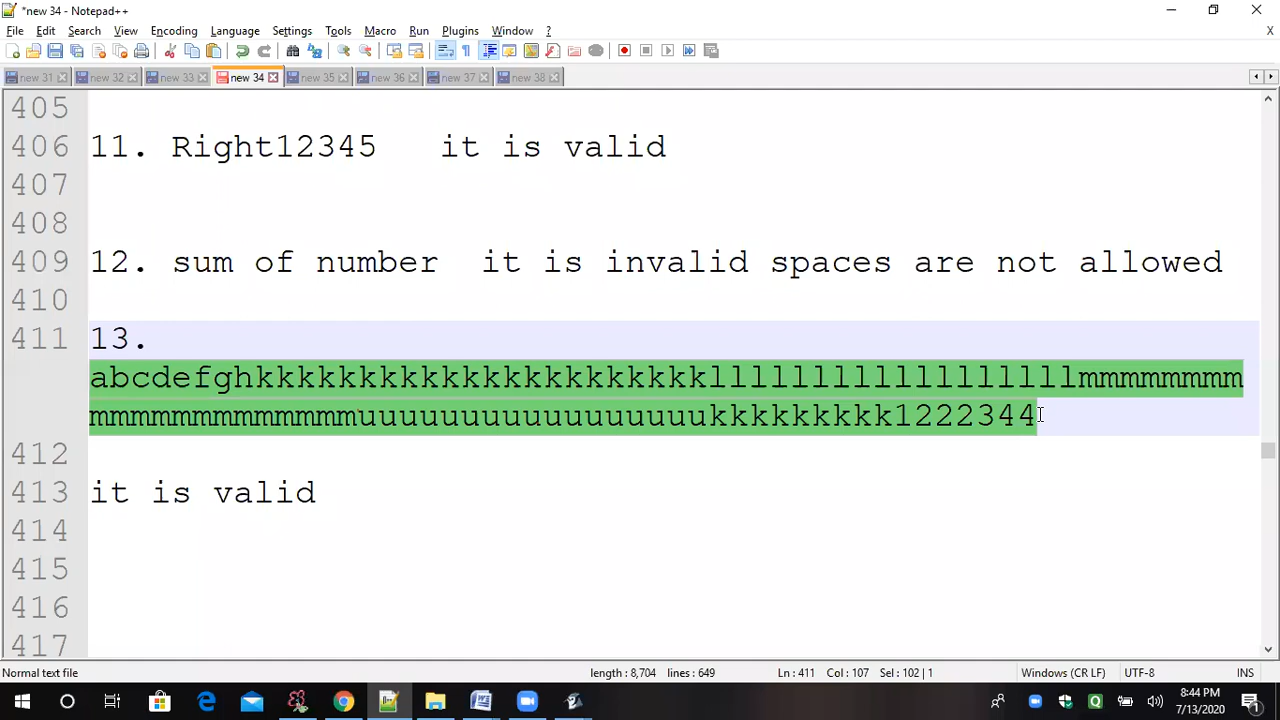 *new 34 - Notepad++
File Edit Search View Encoding Language Settings Tools Macro Run Plugins Window ?
X
new 31 new 32 new 33 new 34 new 35 new 36 new 37 new 38
405
406 11. Right12345 it is valid
407
408
409 12. sum of number it is invalid spaces are not allowed
410
411 13.
abcdefghkkkkkkkkkkkkkkkkkkkkkkllllllllllllllllllmmmmmmmm
mmmmmmmmmmmmmuuuuuuuuuuuuuuuuukkkkkkkkk1222344
412
413 it is valid
414
415
416
417
Normal text file length : 8,704 lines : 649 Ln : 411 Col : 107 Sel : 102 | 1 Windows (CR LF) UTF-8 INS
8:44 PM
7/13/2020